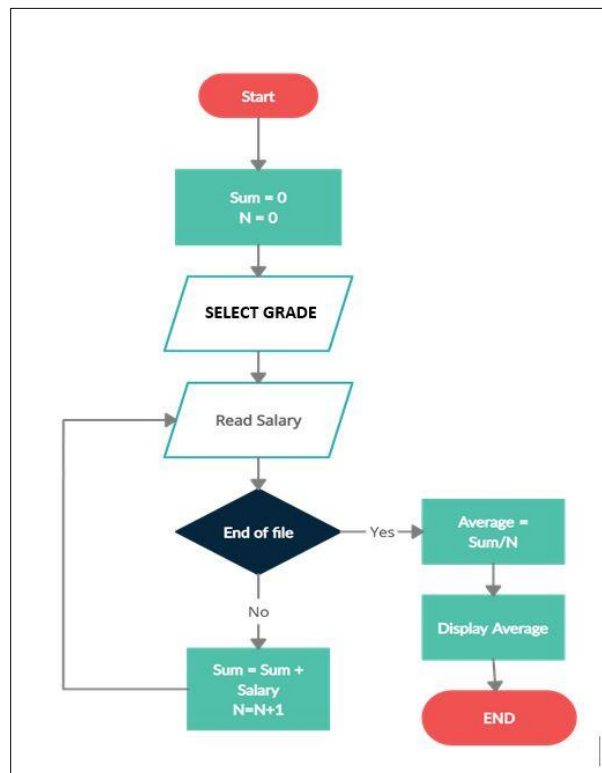 Start
Sum = 0
N = 0
SELECT GRADE
Read Salary
End of file
Yes
Average =
Sum/N
No
Display Average
Sum = Sum +
Salary
N=N+1
END